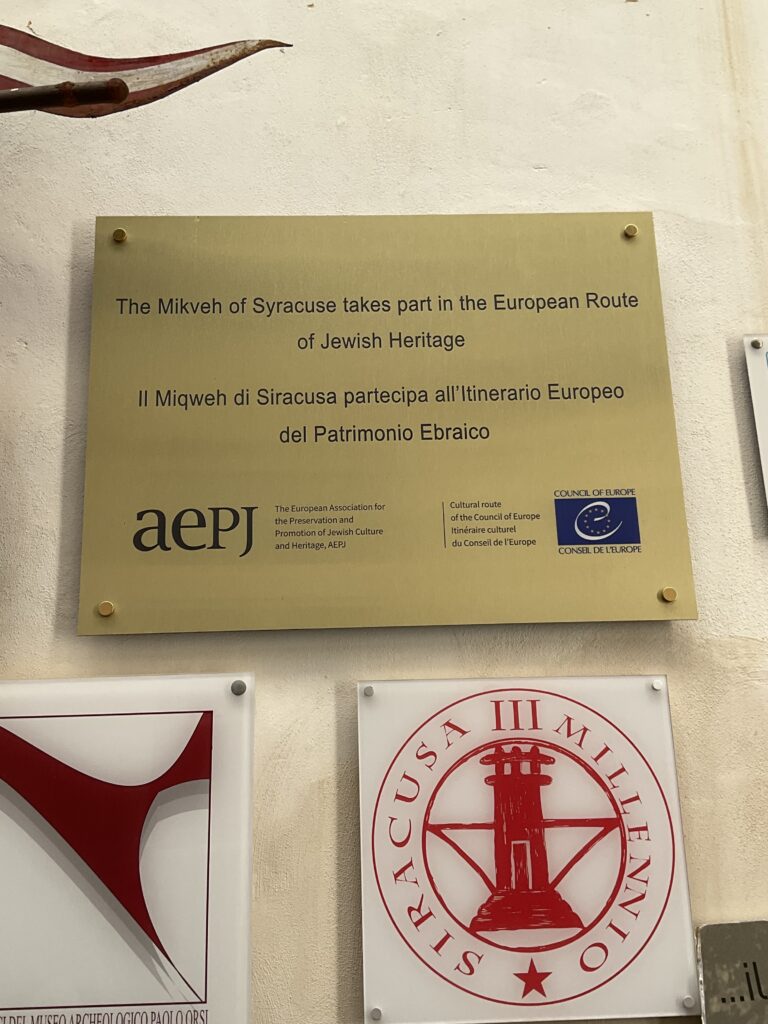 The Mikveh of Syracuse takes part in the European Route
of Jewish Heritage
Il Miqweh di Siracusa partecipa all'Itinerario Europeo
del Patrimonio Ebraico
aePJ
The European Association for
the Preservation and
Promotion of Jewish Culture
and Heritage, AEPJ
Cultural route
of the Council of Europe
Itinéraire culturel
du Conseil de l'Europe
COUNCIL OF EUROPE
CONSEIL DE L'EUROPE
DEL MUSEO ARCHEOLOGICO PAOLO ORSI
SIRACUSA III MILLENNIO